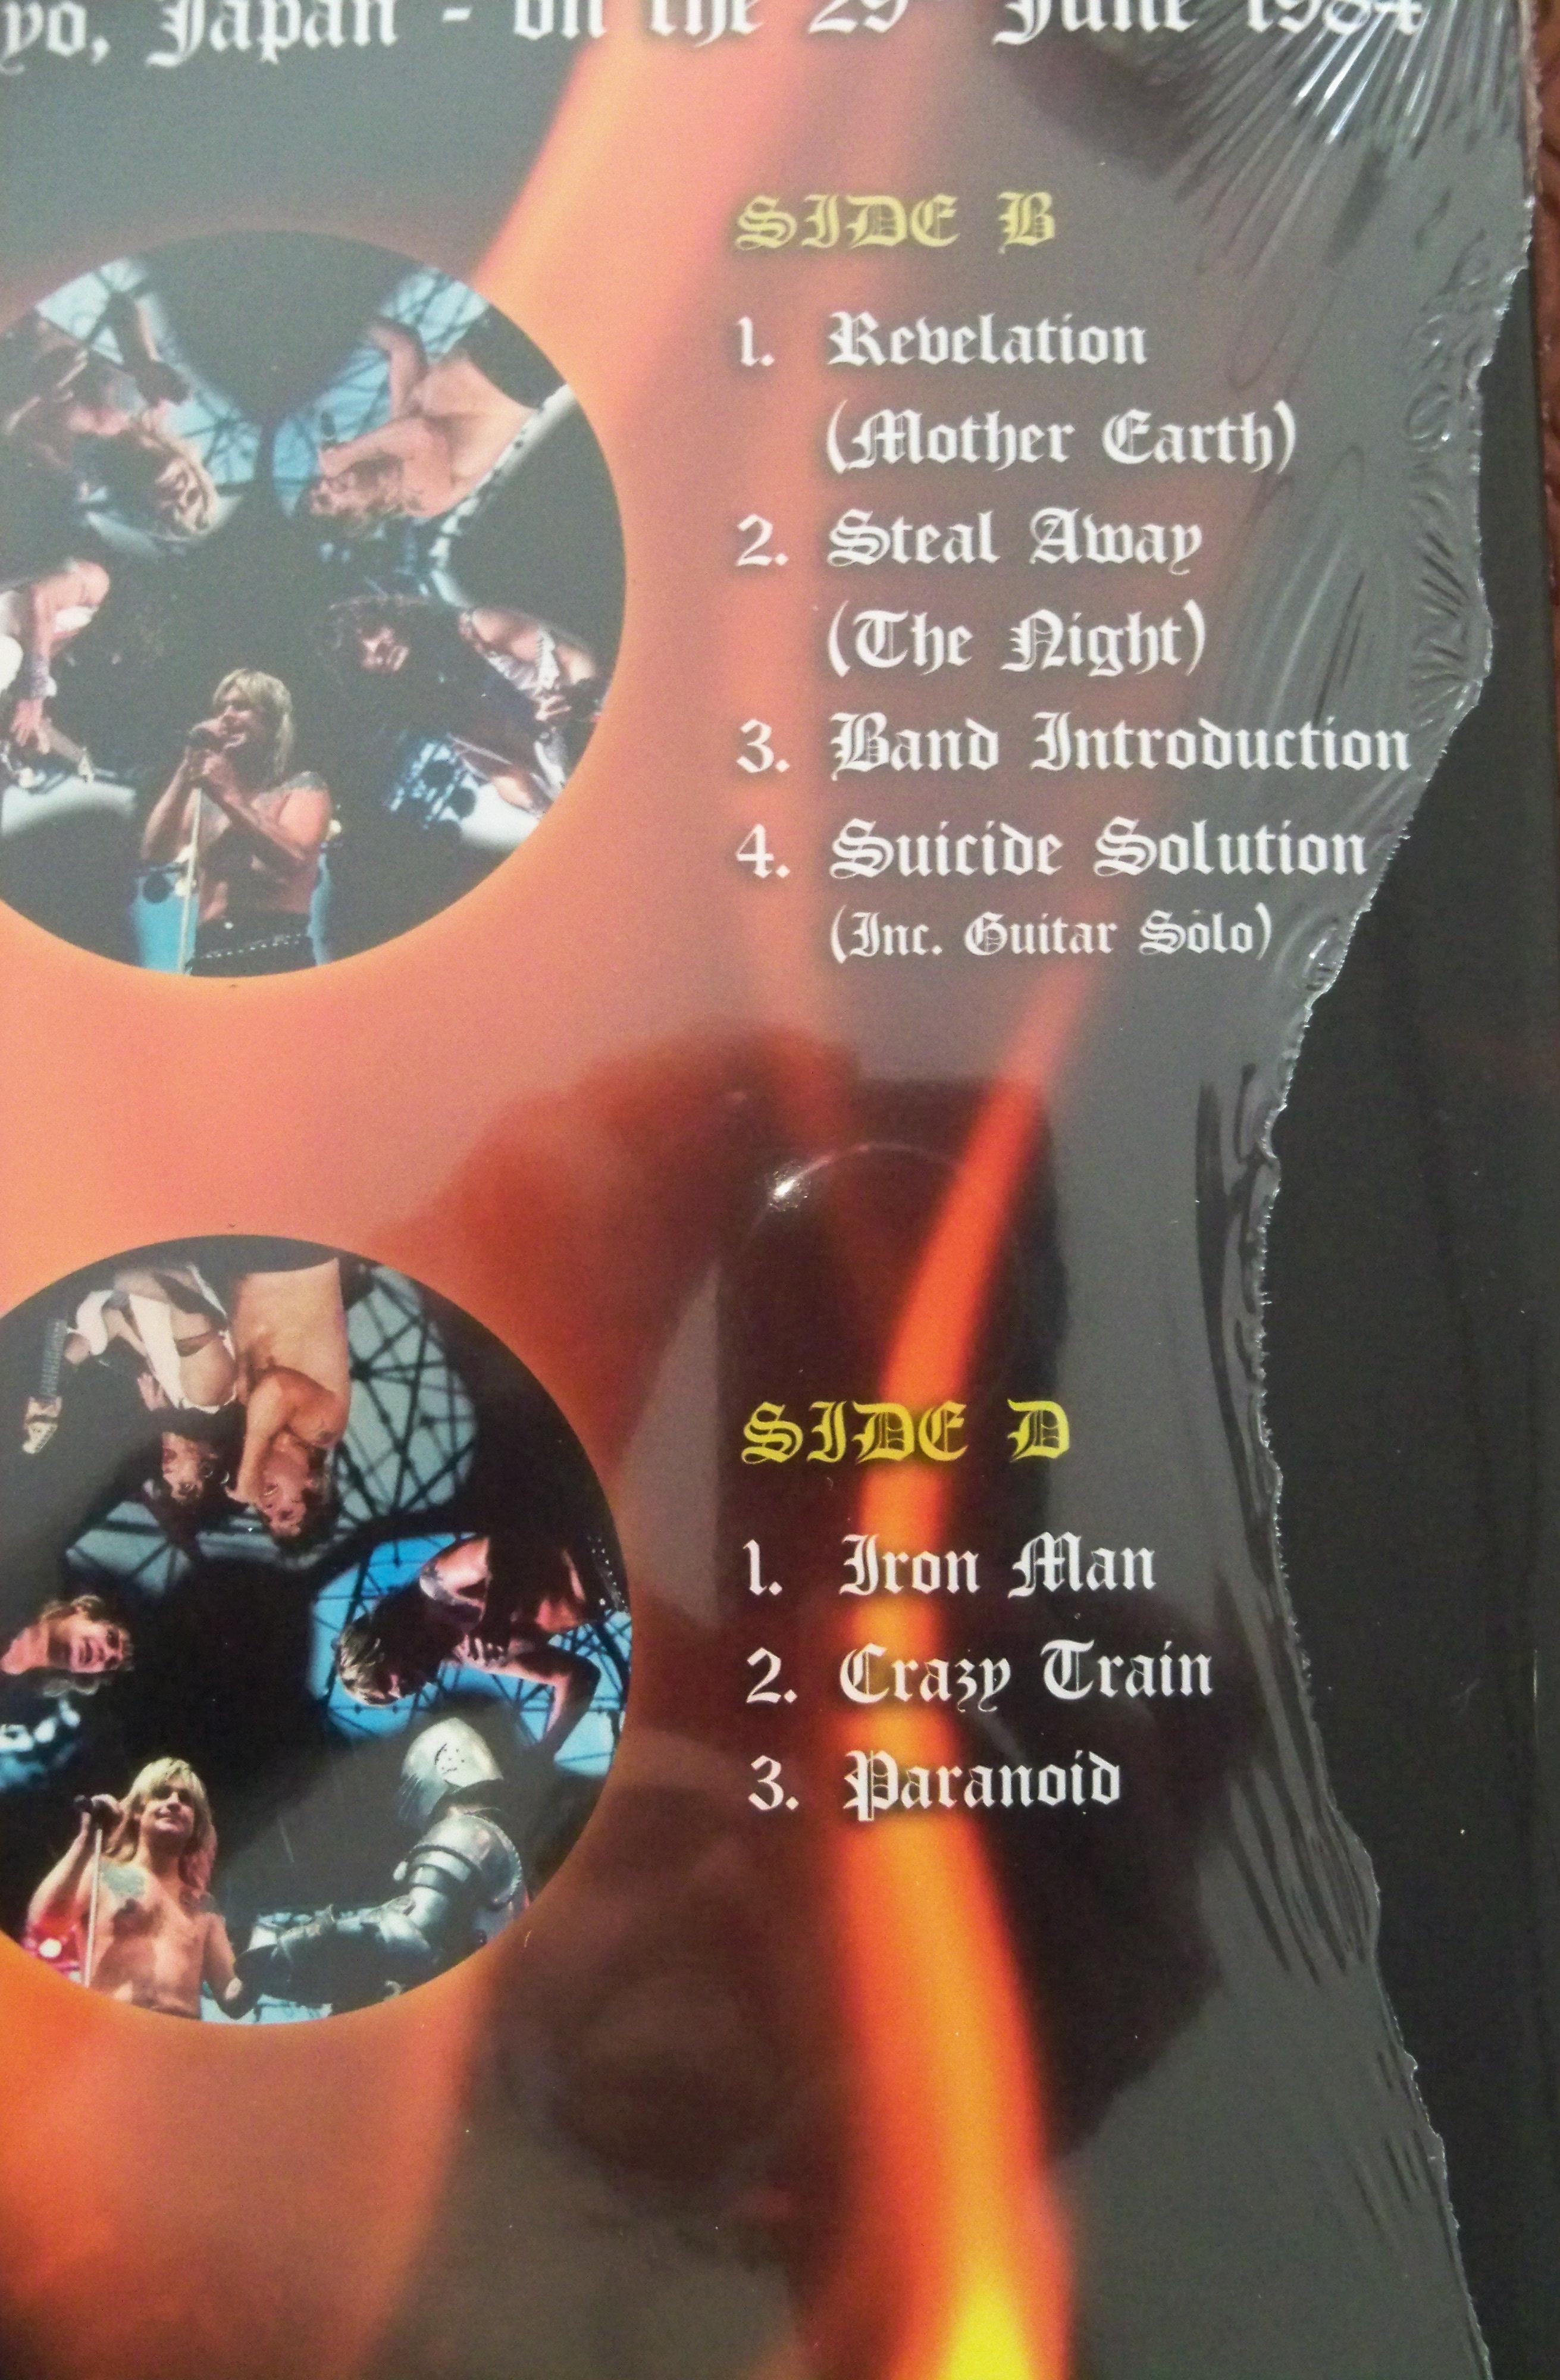 Japan - on the 29 June 1984
SIDE B
1. Revelation
(Mother Earth)
2. Steal Away
(The Night)
3. Band Introduction
4. Suicide Solution
(Inc. Guitar Solo)
SIDE D
1. Iron Man
2. Crazy Train
3. Paranoid